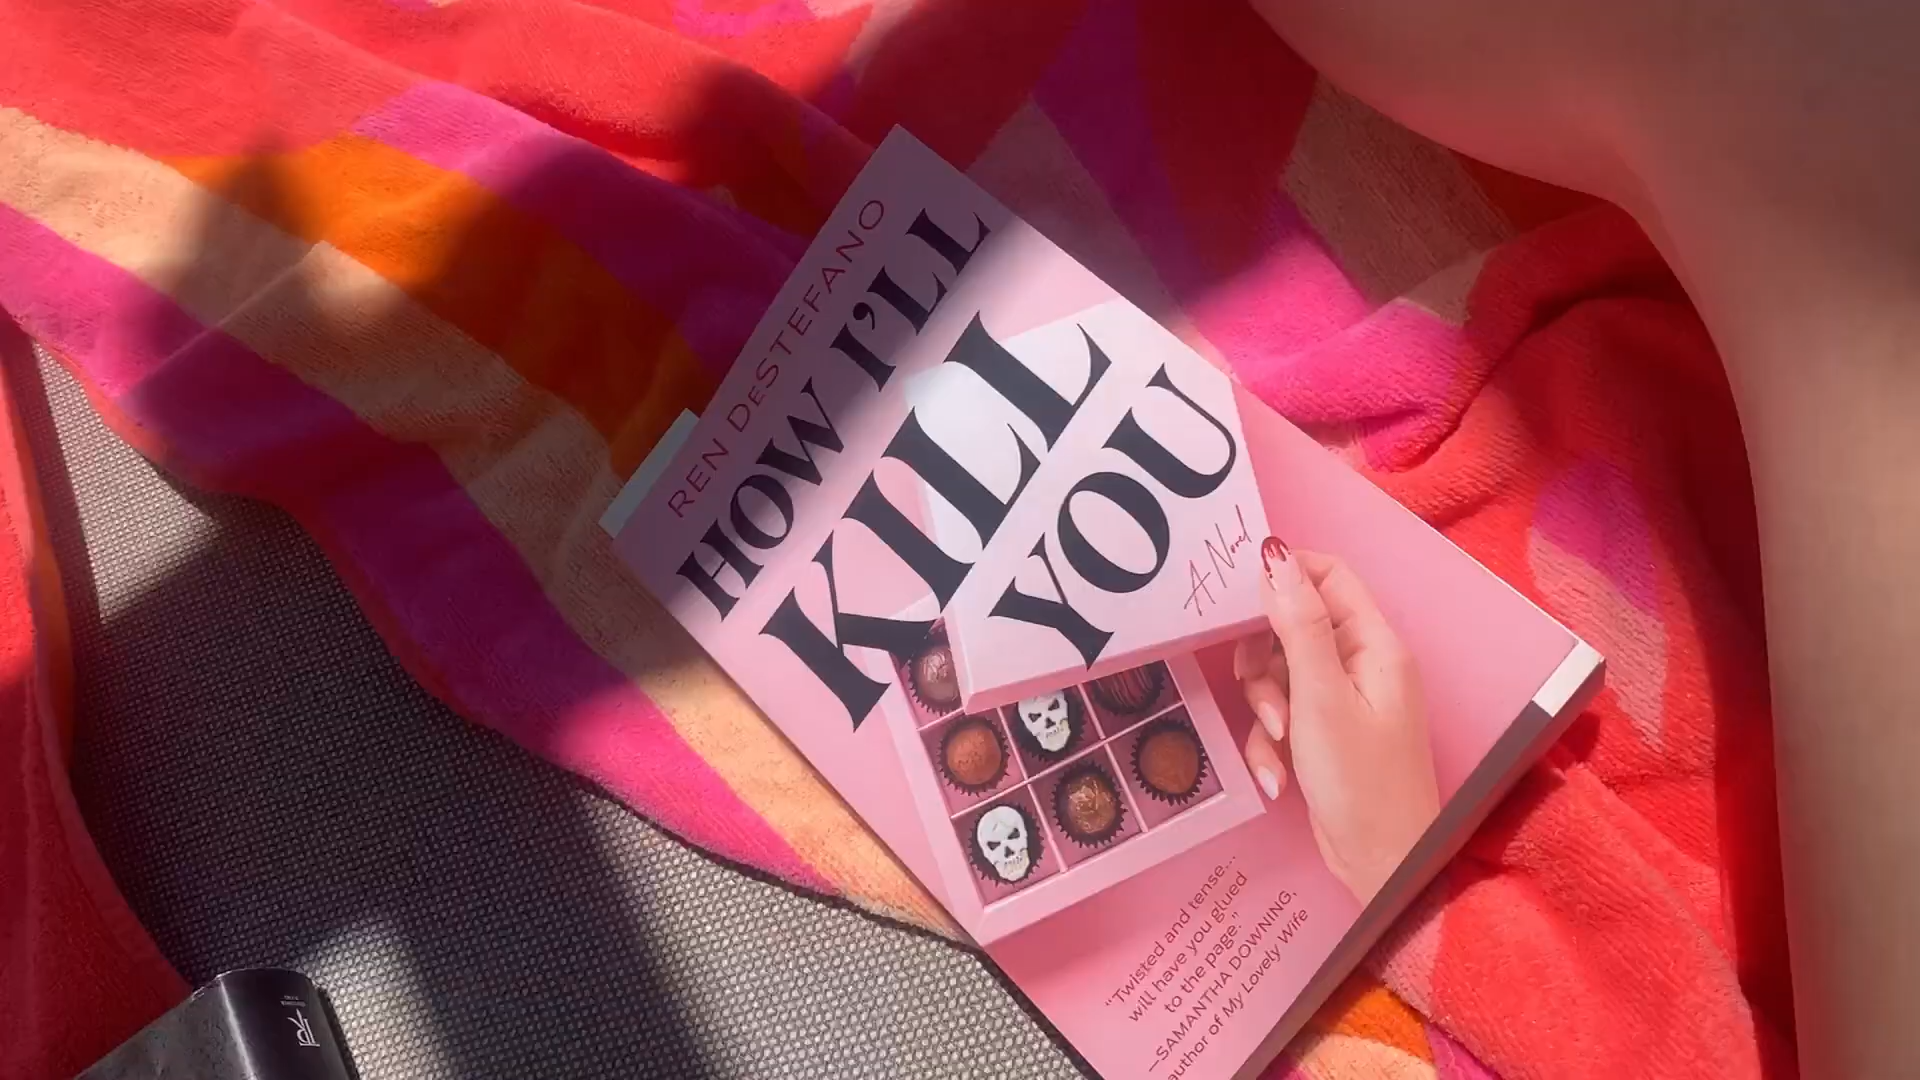 REN DeSTEFANO
HOW I'LL
KILL
YOU
A Novel
"Twisted and tense...
will have you glued
to the page."
—SAMANTHA DOWNING,
author of My Lovely Wife